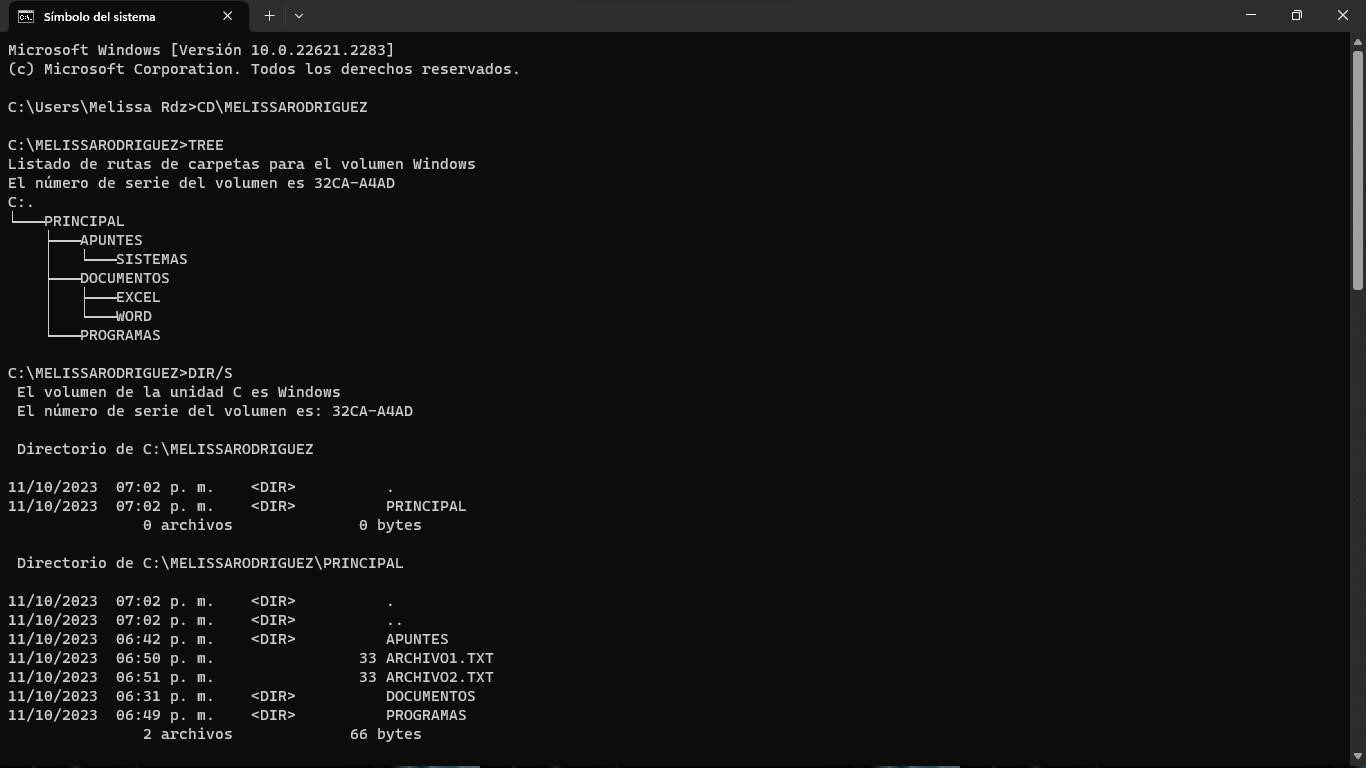 Símbolo del sistema
Microsoft Windows [Versión 10.0.22621.2283]
(c) Microsoft Corporation. Todos los derechos reservados.
C:\Users\Melissa Rdz>CD\MELISSARODRIGUEZ
C:\MELISSARODRIGUEZ>TREE
Listado de rutas de carpetas para el volumen Windows
El número de serie del volumen es 32CA-A4AD
C:.
└───PRINCIPAL
    ├───APUNTES
    │   └───SISTEMAS
    ├───DOCUMENTOS
    │   ├───EXCEL
    │   └───WORD
    └───PROGRAMAS
C:\MELISSARODRIGUEZ>DIR/S
 El volumen de la unidad C es Windows
 El número de serie del volumen es: 32CA-A4AD
 Directorio de C:\MELISSARODRIGUEZ
11/10/2023  07:02 p. m.    <DIR>          .
11/10/2023  07:02 p. m.    <DIR>          PRINCIPAL
               0 archivos              0 bytes
 Directorio de C:\MELISSARODRIGUEZ\PRINCIPAL
11/10/2023  07:02 p. m.    <DIR>          .
11/10/2023  07:02 p. m.    <DIR>          ..
11/10/2023  06:42 p. m.    <DIR>          APUNTES
11/10/2023  06:50 p. m.                33 ARCHIVO1.TXT
11/10/2023  06:51 p. m.                33 ARCHIVO2.TXT
11/10/2023  06:31 p. m.    <DIR>          DOCUMENTOS
11/10/2023  06:49 p. m.    <DIR>          PROGRAMAS
               2 archivos             66 bytes